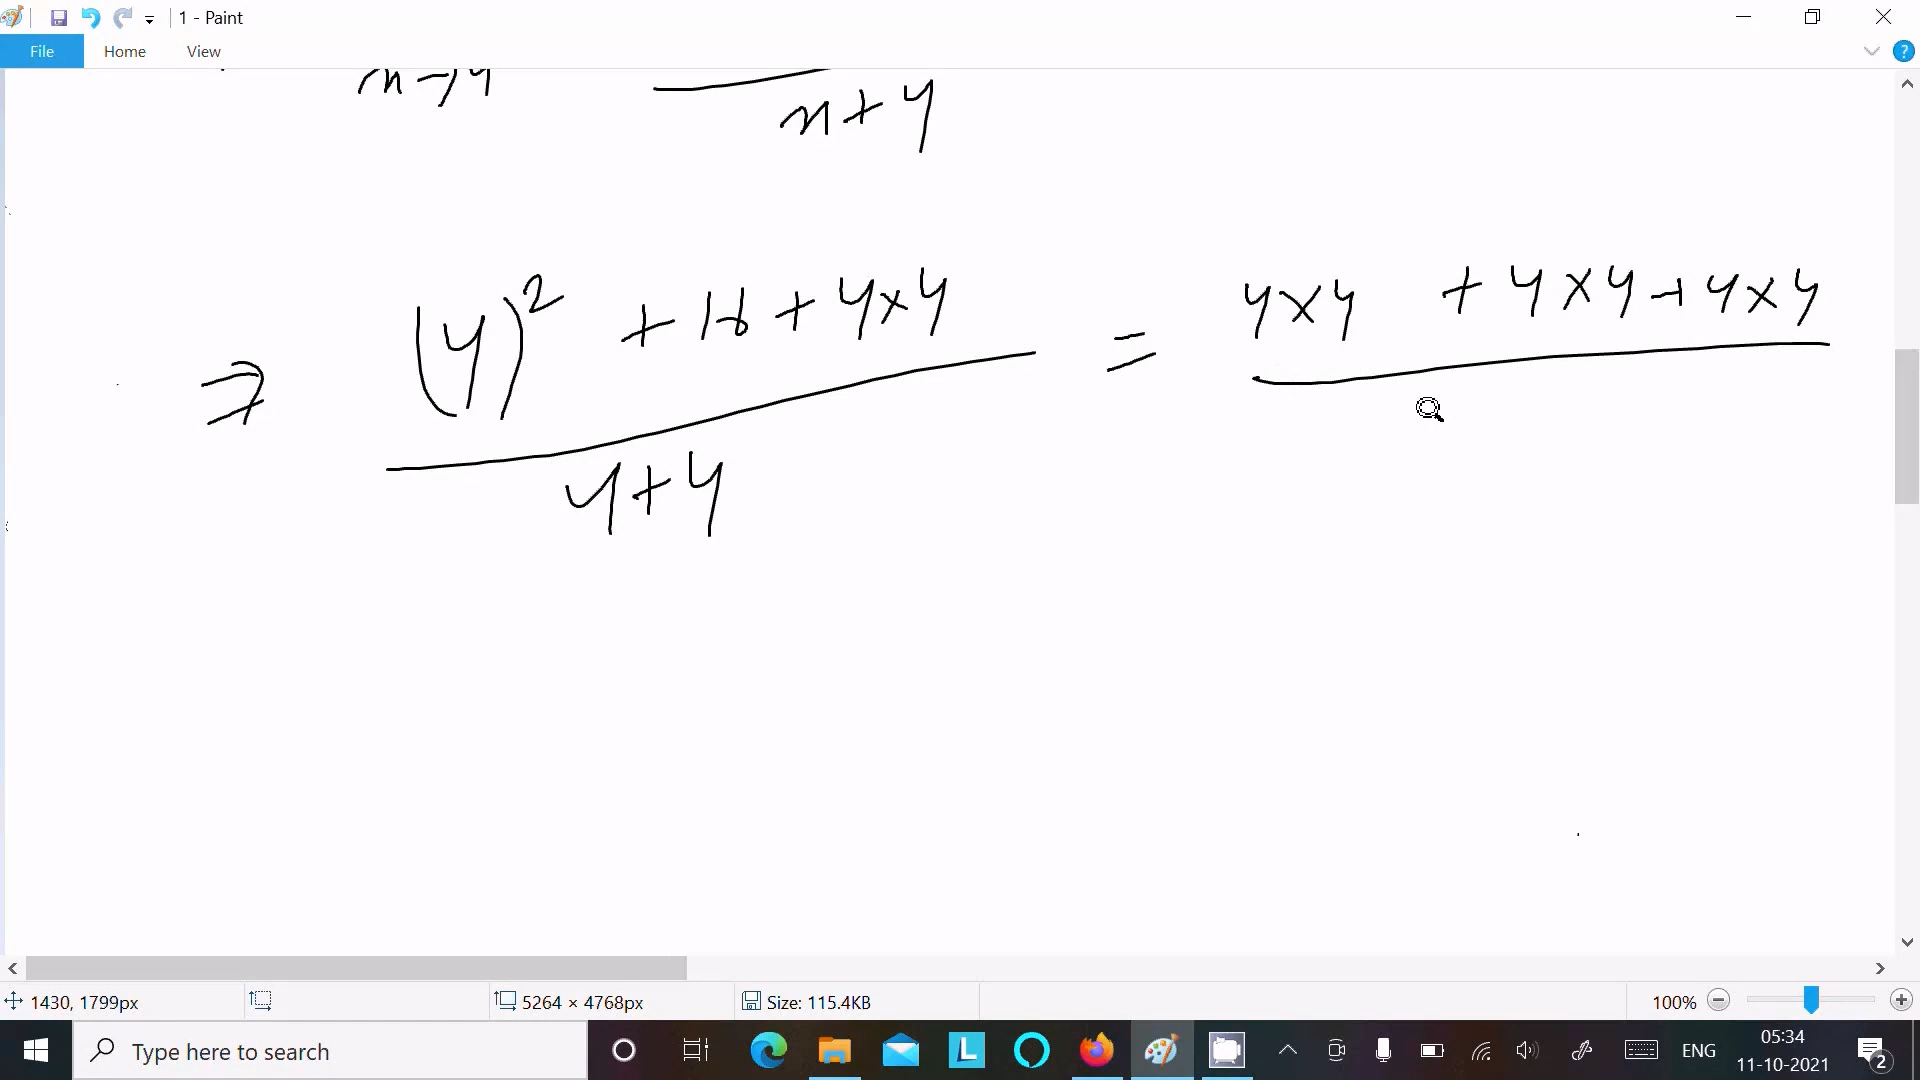 1 - Paint
File Home View
x→4
x+4
⇒ (4)² + 16 + 4×4 = 4×4 + 4×4 + 4×4
4+4
1430, 1799px 5264 × 4768px Size: 115.4KB 100%
Type here to search
L
ENG
05:34
11-10-2021
2